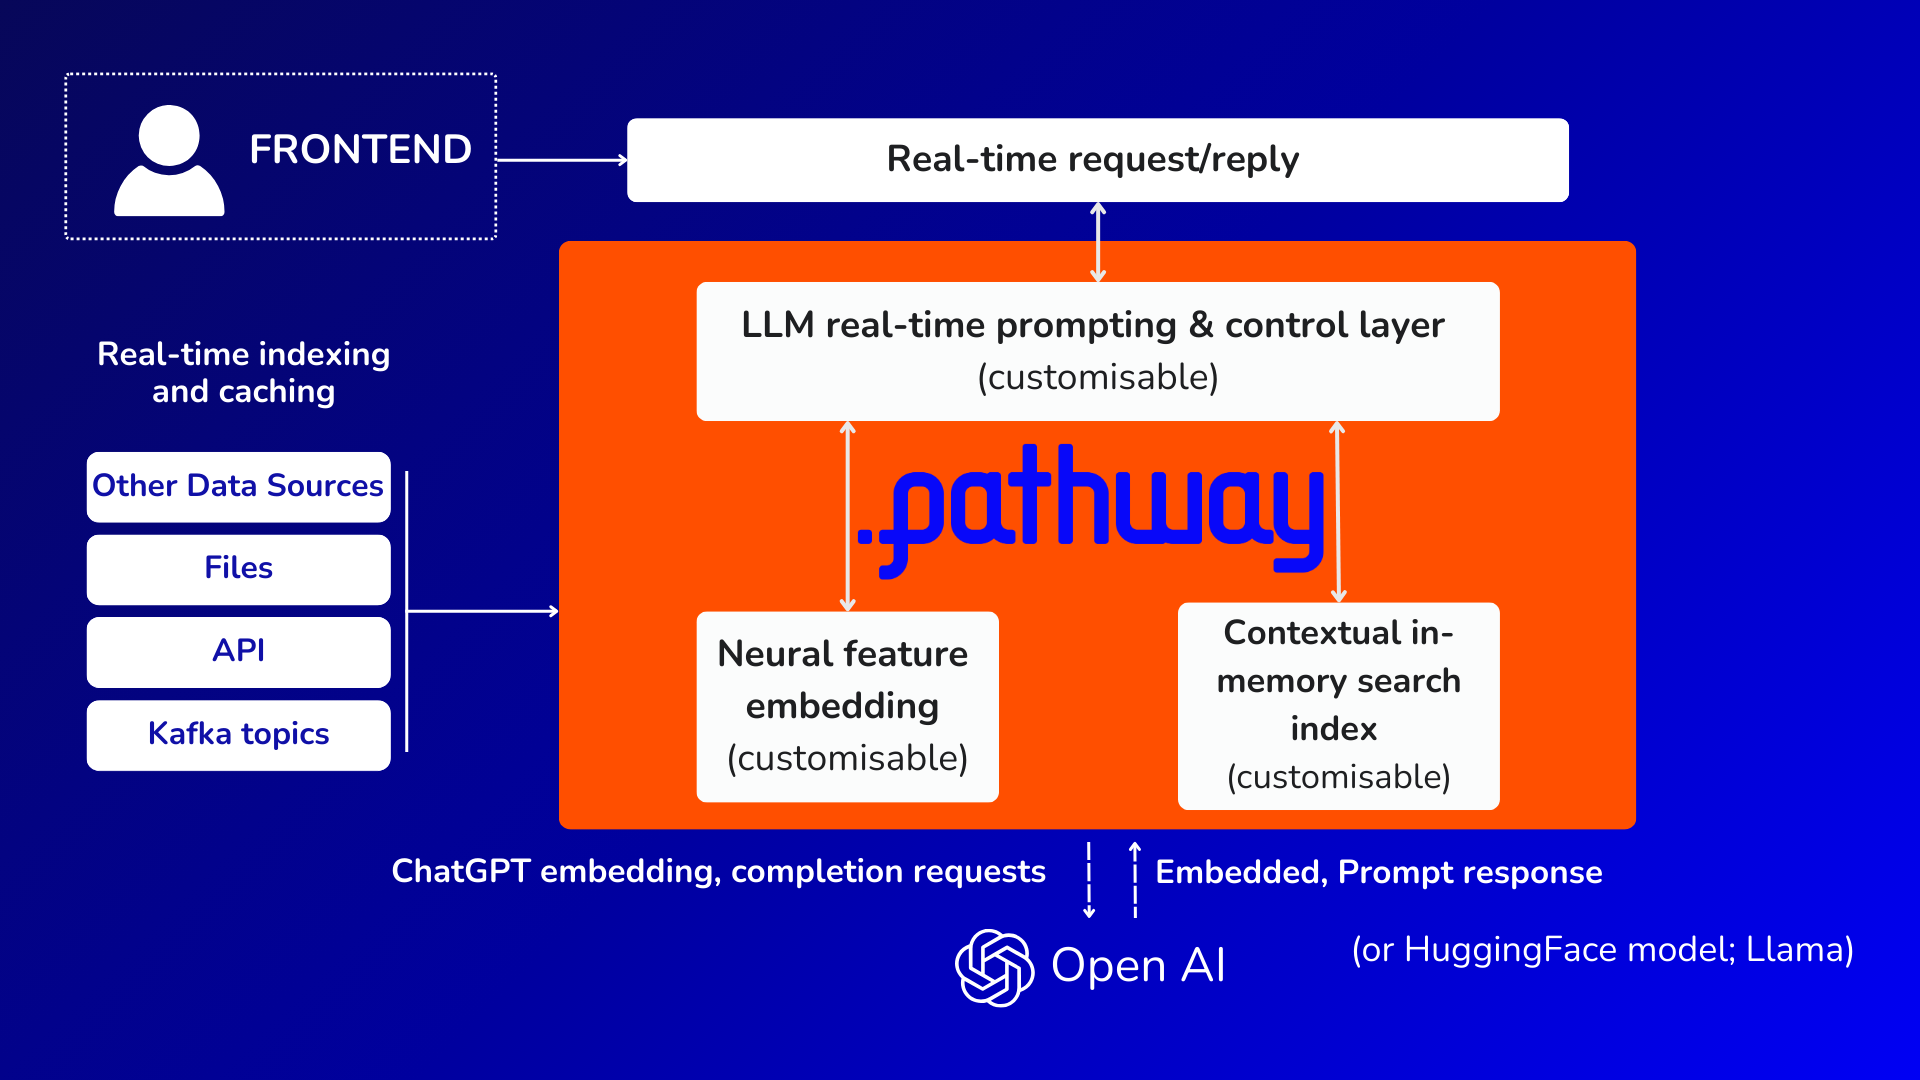 FRONTEND
Real-time request/reply
LLM real-time prompting & control layer
(customisable)
Real-time indexing
and caching
Other Data Sources
Files
API
Kafka topics
.pathway
Neural feature
embedding
(customisable)
Contextual in-
memory search
index
(customisable)
ChatGPT embedding, completion requests
Embedded, Prompt response
Open AI
(or HuggingFace model; Llama)